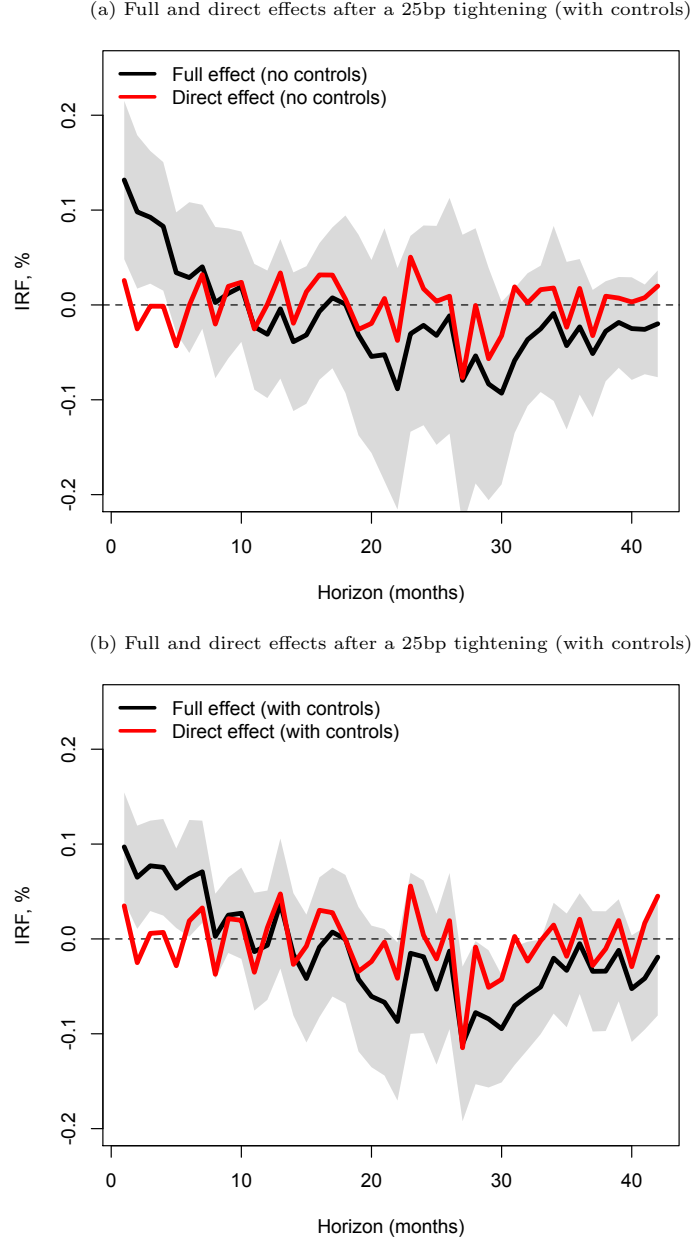 (a) Full and direct effects after a 25bp tightening (with controls)
Full effect (no controls)
Direct effect (no controls)
0.2
0.1
0.0
-0.1
-0.2
IRF, %
0
10
20
30
40
Horizon (months)
(b) Full and direct effects after a 25bp tightening (with controls)
Full effect (with controls)
Direct effect (with controls)
0.2
0.1
0.0
-0.1
-0.2
IRF, %
0
10
20
30
40
Horizon (months)